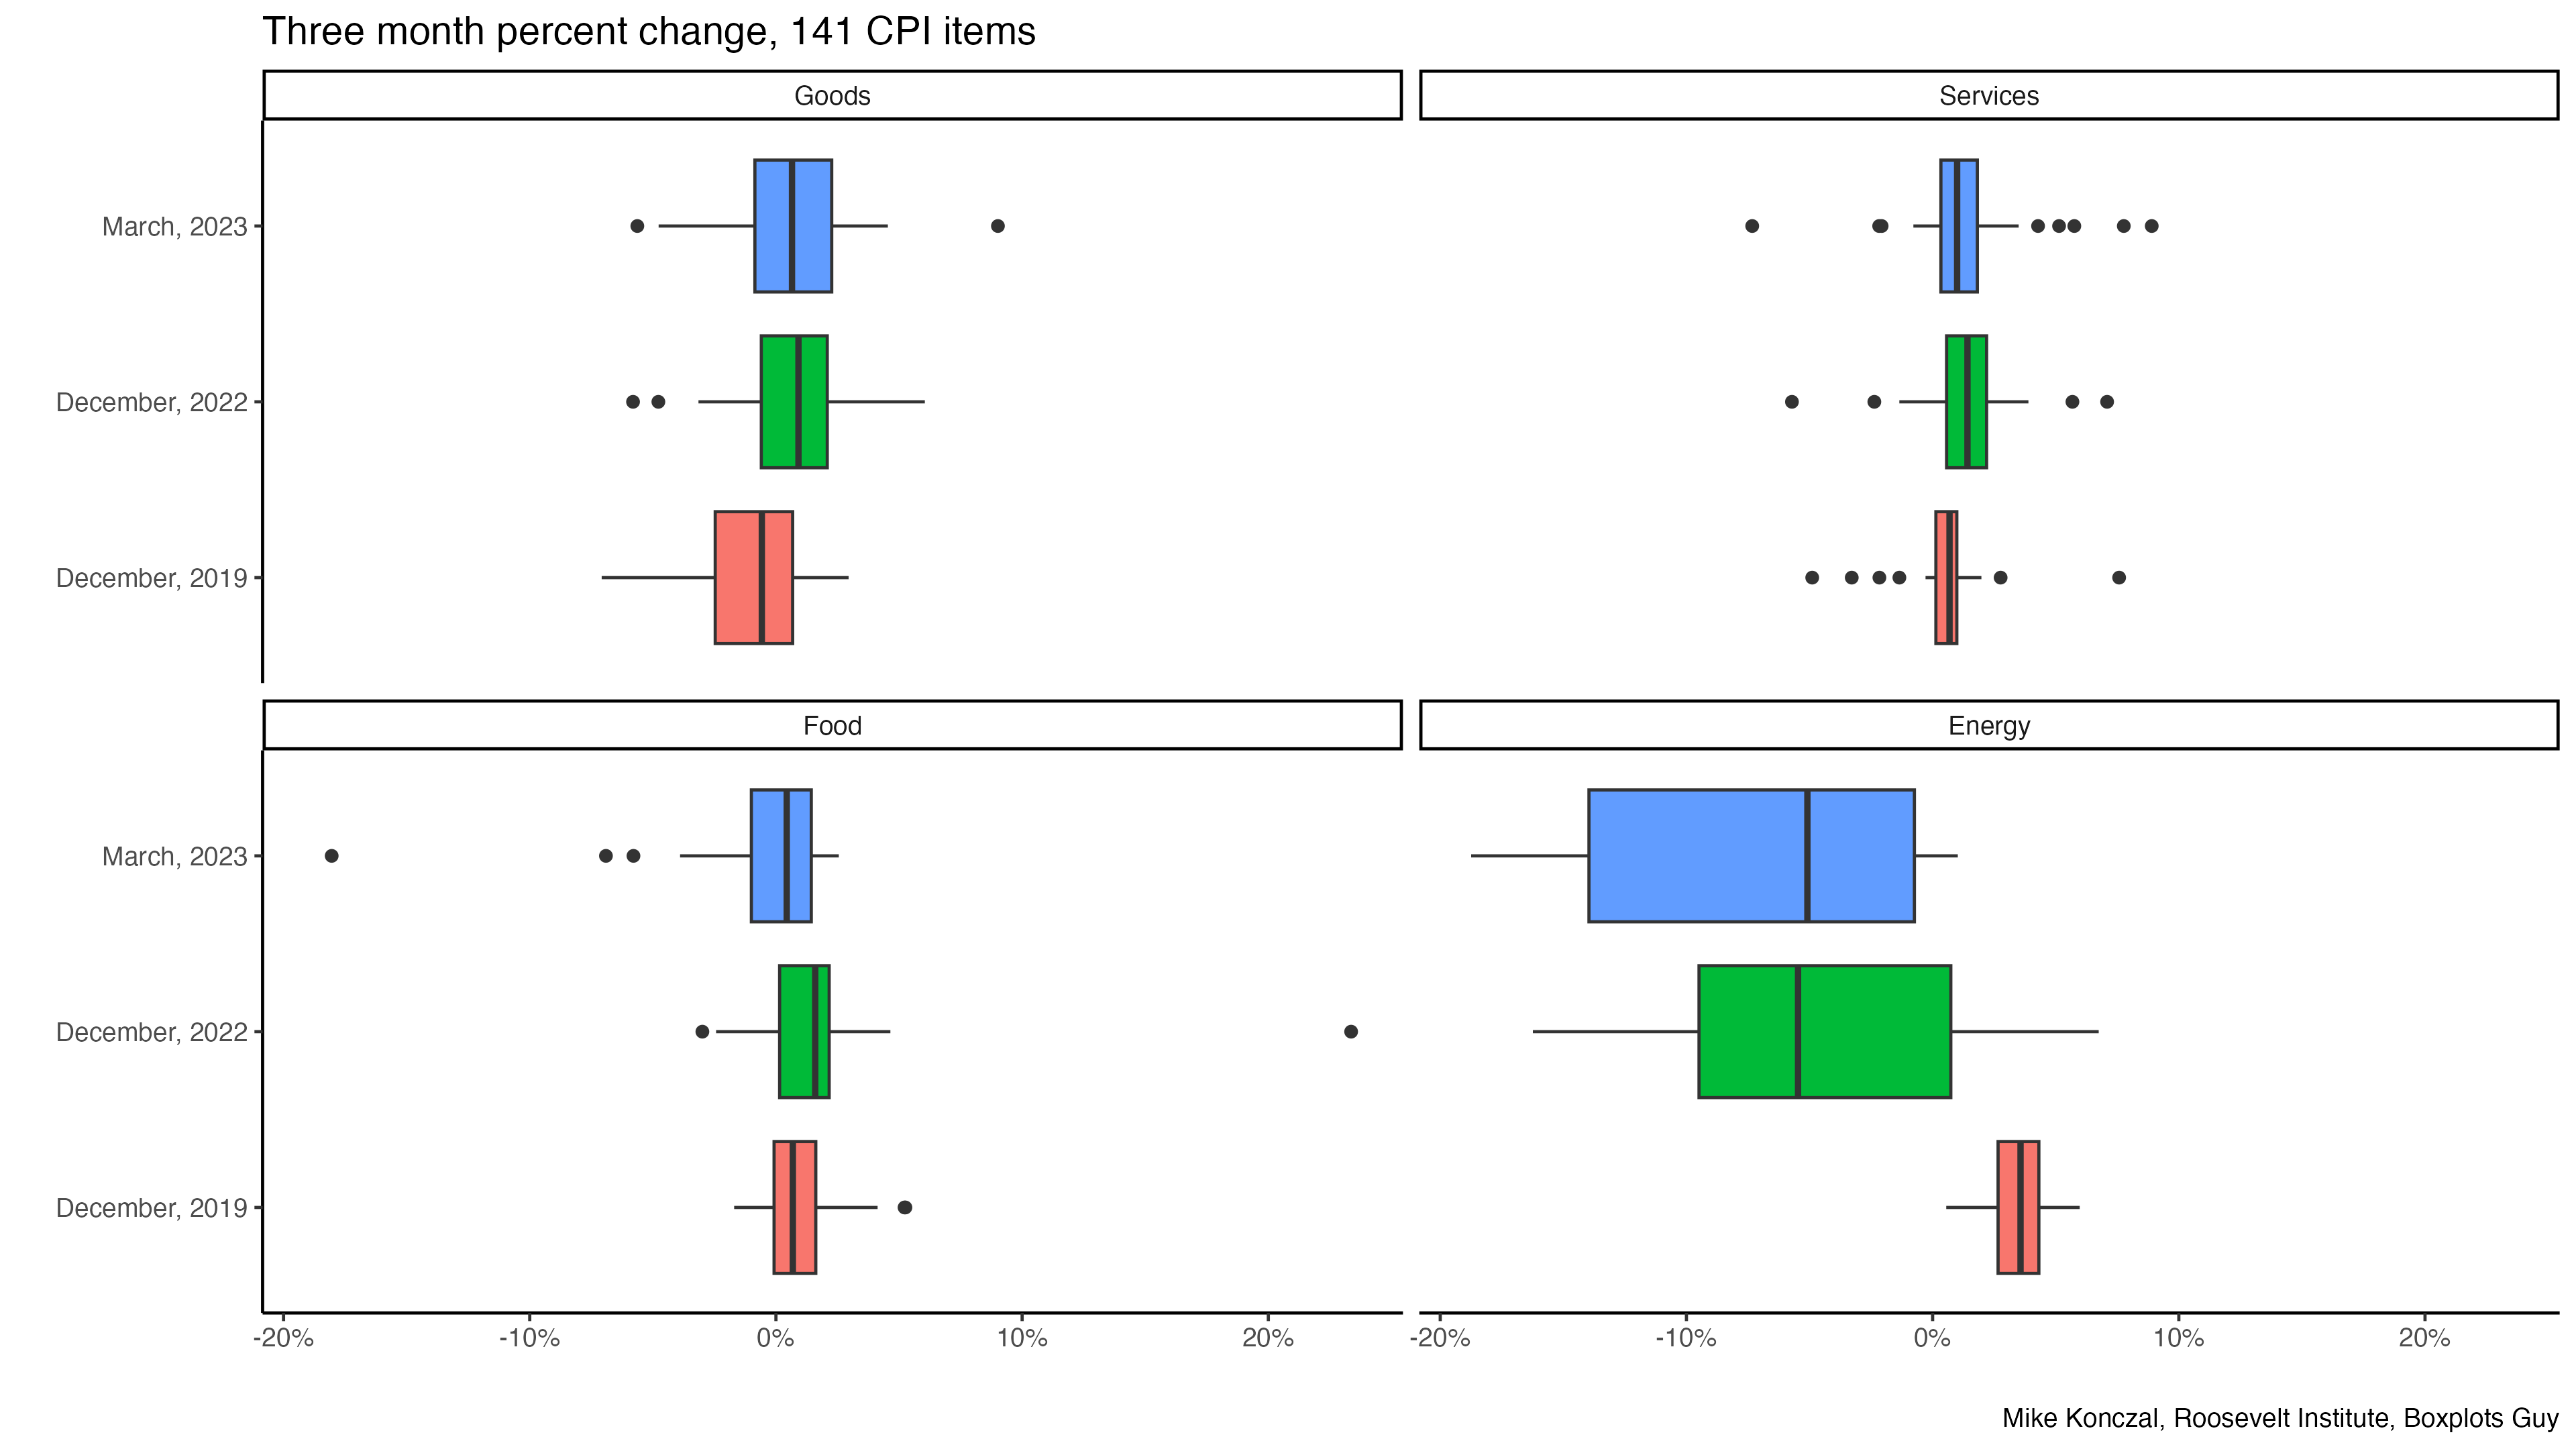 Three month percent change, 141 CPI items
Goods
Services
March, 2023
December, 2022
December, 2019
Food
Energy
March, 2023
December, 2022
December, 2019
-20% -10% 0% 10% 20% -20% -10% 0% 10% 20%
Mike Konczal, Roosevelt Institute, Boxplots Guy